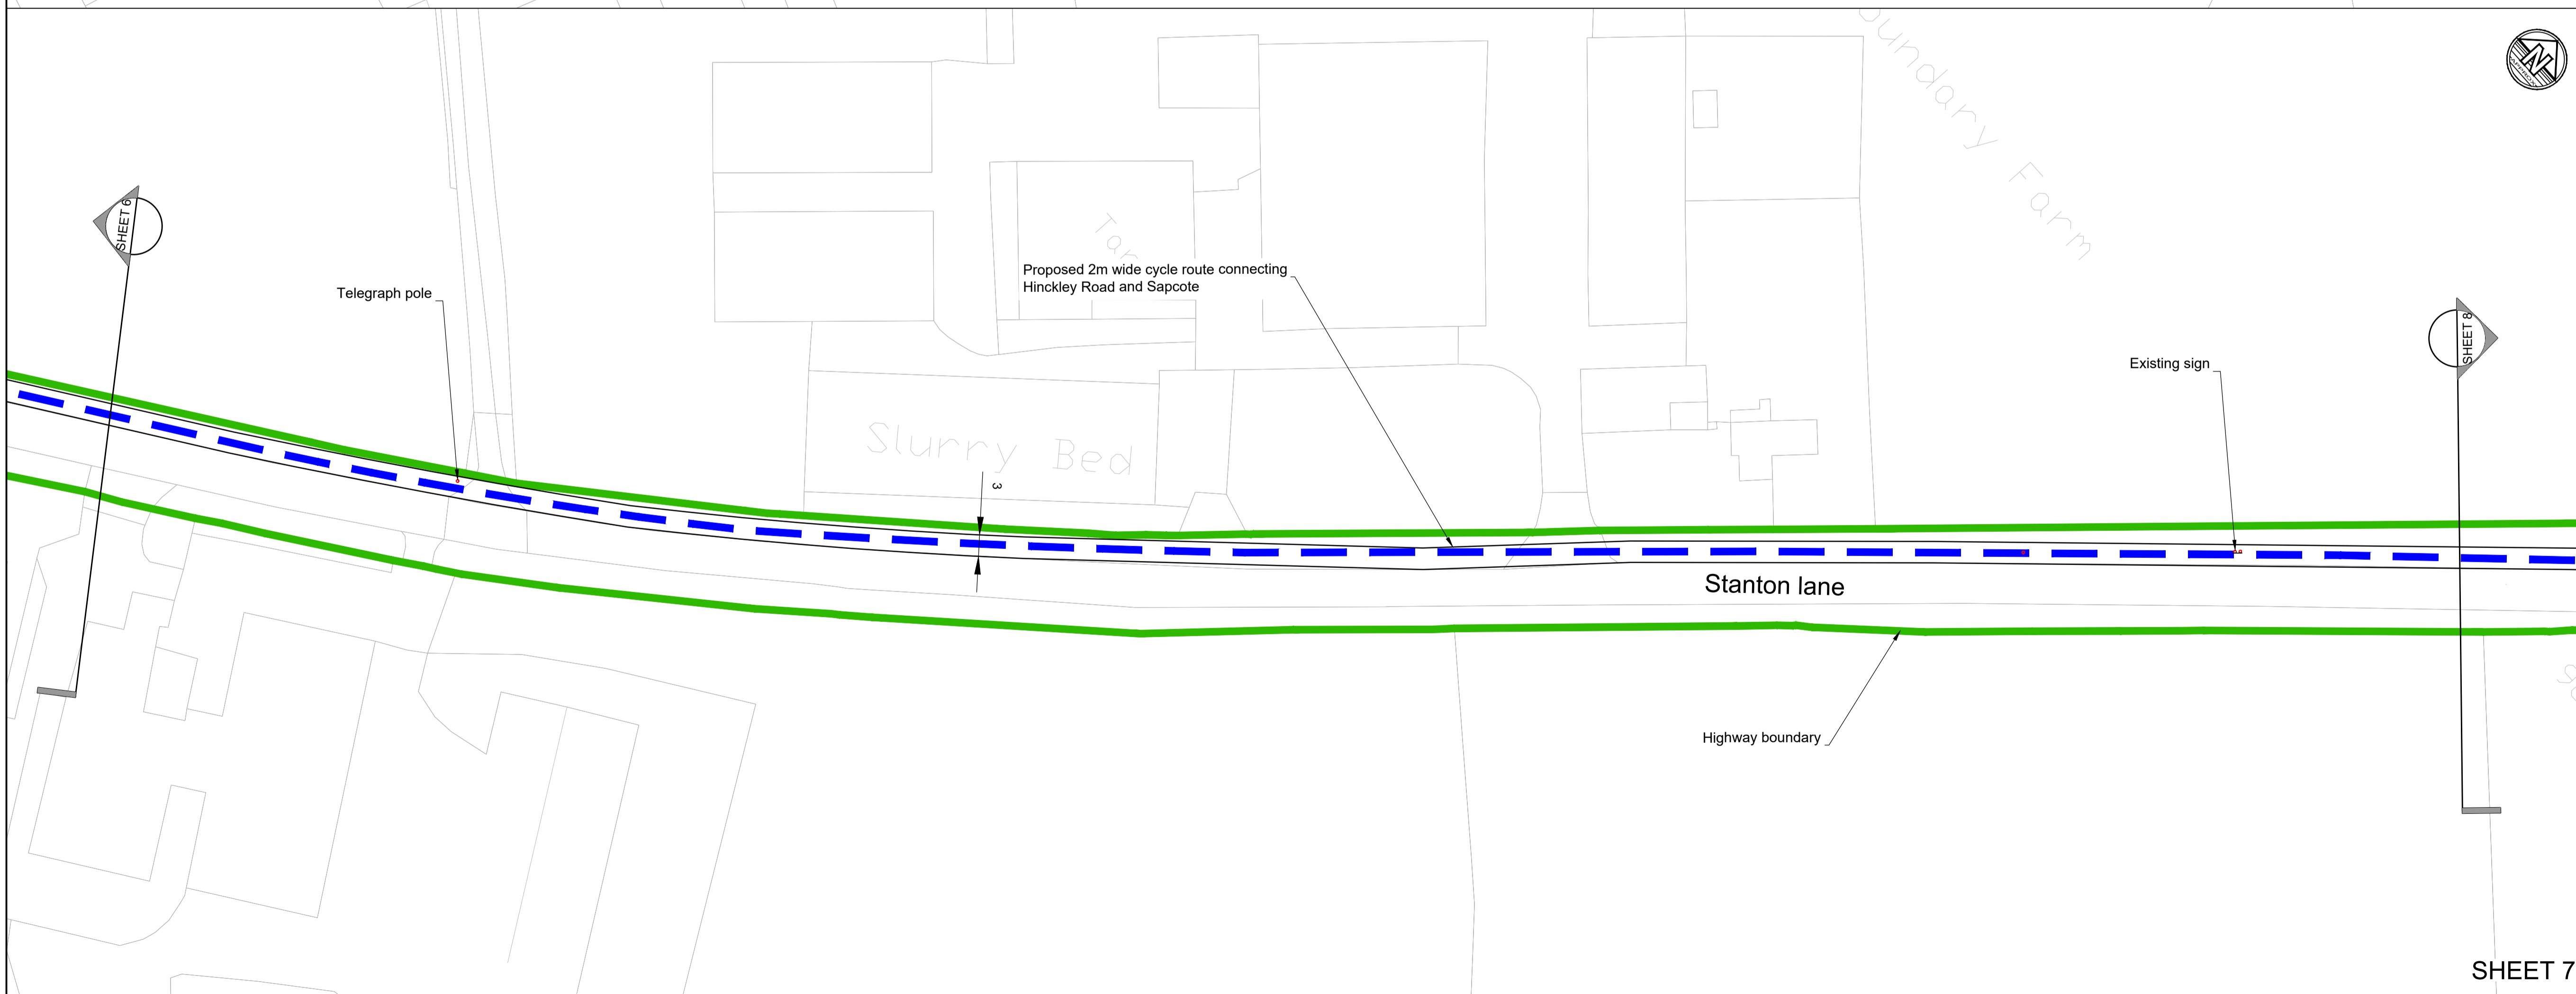 SHEET 6
Telegraph pole
Proposed 2m wide cycle route connecting
Hinckley Road and Sapcote
Farm
N
SHEET 8
Existing sign
Slurry Bed
3
Stanton lane
Highway boundary
SHEET 7